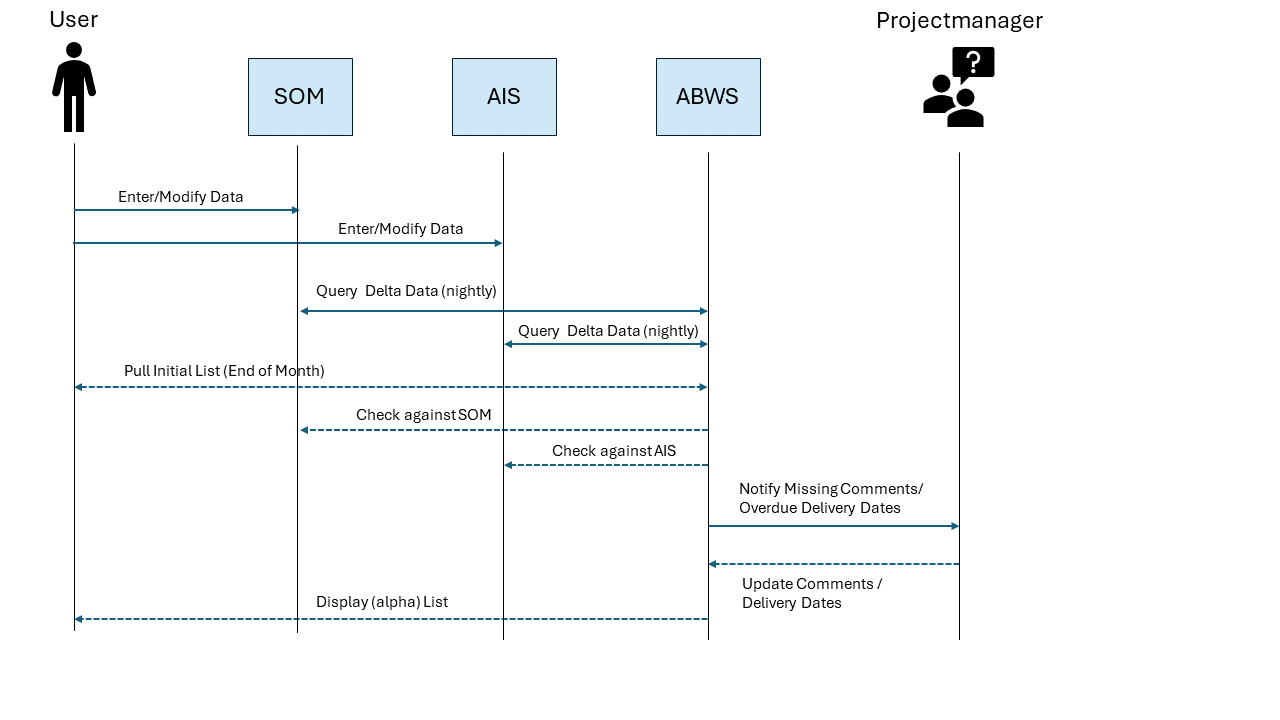 User
Projectmanager
?
SOM
AIS
ABWS
Enter/Modify Data
Enter/Modify Data
Query Delta Data (nightly)
Query Delta Data (nightly)
Pull Initial List (End of Month)
Check against SOM
Check against AIS
Notify Missing Comments/
Overdue Delivery Dates
Update Comments /
Delivery Dates
Display (alpha) List